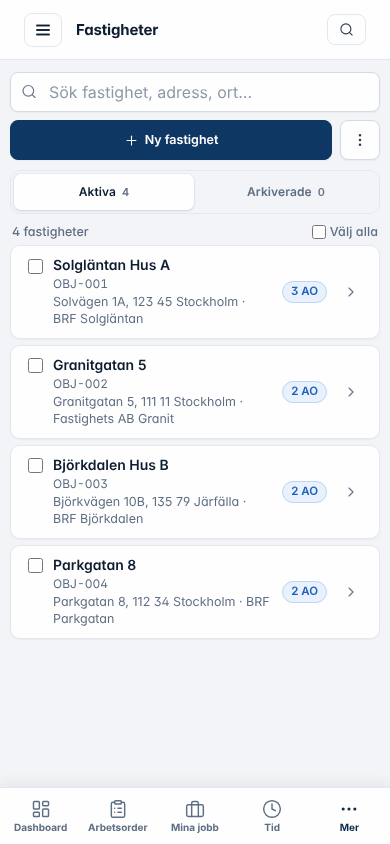 Fastigheter
Sök fastighet, adress, ort...
+ Ny fastighet
Aktiva 4
Arkiverade 0
4 fastigheter
Välj alla
Solgläntan Hus A
OBJ-001
Solvägen 1A, 123 45 Stockholm ·
BRF Solgläntan
3 AO
Granitgatan 5
OBJ-002
Granitgatan 5, 111 11 Stockholm ·
Fastighets AB Granit
2 AO
Björkdalen Hus B
OBJ-003
Björkvägen 10B, 135 79 Järfälla ·
BRF Björkdalen
2 AO
Parkgatan 8
OBJ-004
Parkgatan 8, 112 34 Stockholm · BRF
Parkgatan
2 AO
Dashboard
Arbetsorder
Mina jobb
Tid
Mer